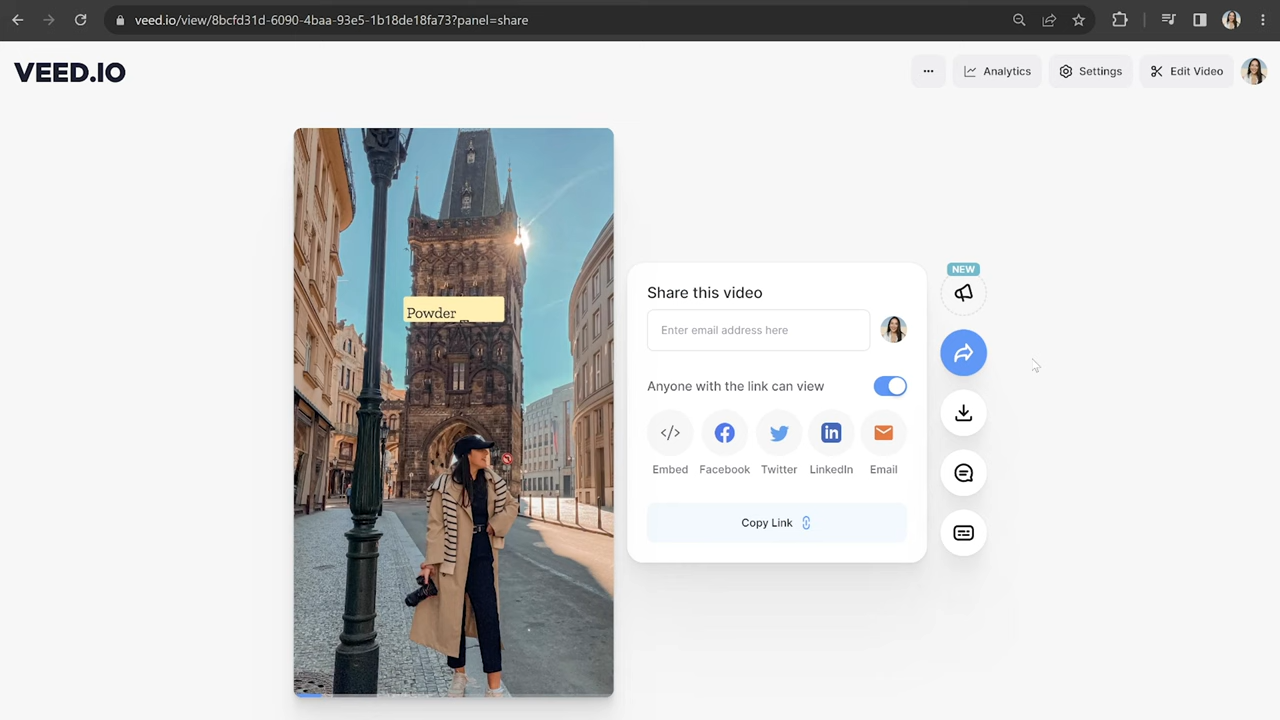 veed.io/view/8bcfd31d-6090-4baa-93e5-1b18de18fa73?panel=share
VEED.IO
Analytics
Settings
Edit Video
NEW
Share this video
Powder
Enter email address here
Anyone with the link can view
Embed
Facebook
Twitter
LinkedIn
Email
Copy Link